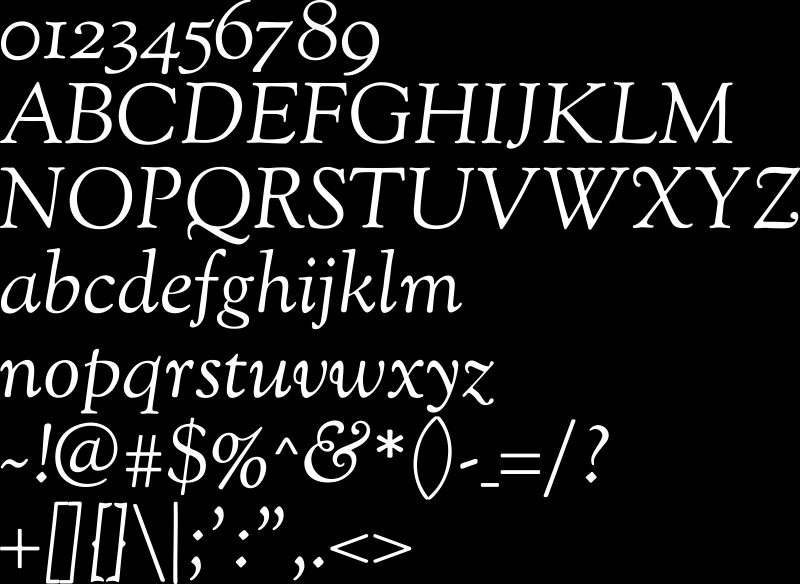 0123456789
ABCDEFGHIJKLM
NOPQRSTUVWXYZ
abcdefghijklm
nopqrstuvwxyz
~!@#$%^&*()-_=/?
+[]{}\|;’:”,.<>